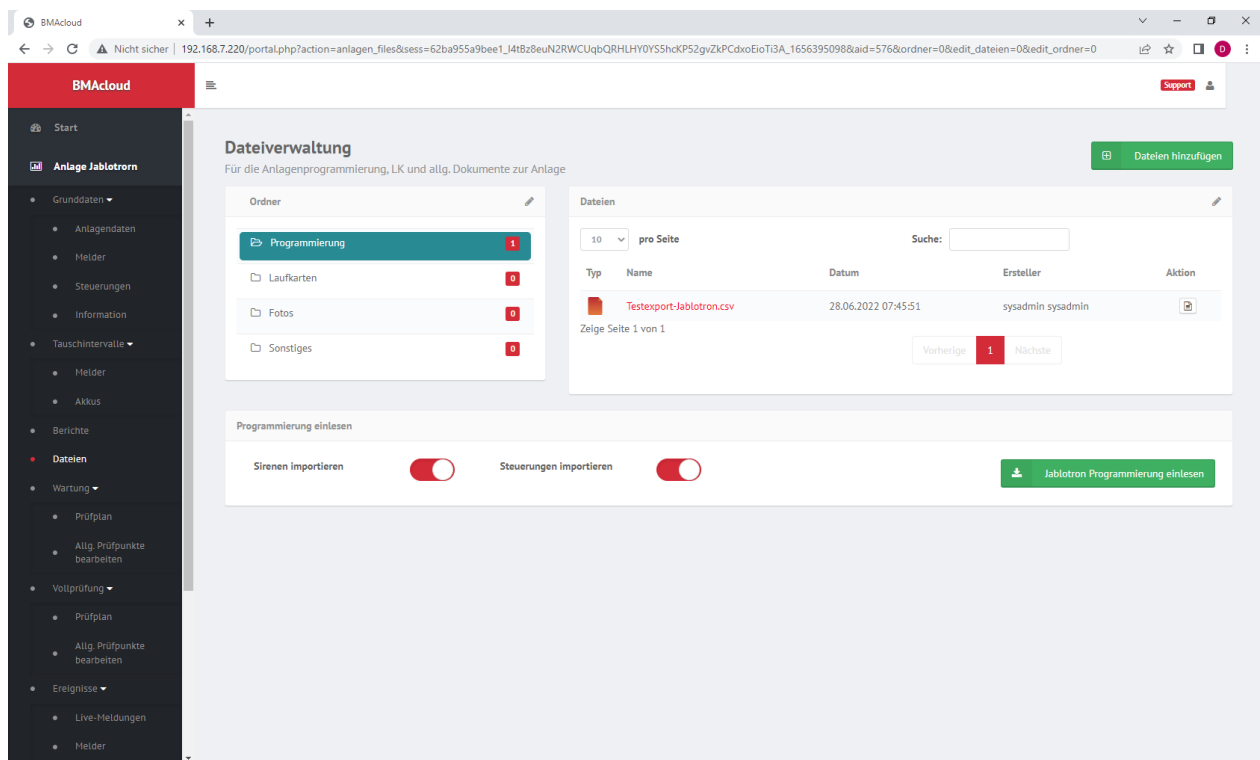 BMAcloud
Nicht sicher
192.168.7.220/portal.php?action=anlagen_files&sess=62ba955a9bee1_l4tBz8euN2RWCUqbQRHLHY0YS5hcKP52gvZkPCdxoEioTi3A_1656395098&aid=576&ordner=0&edit_dateien=0&edit_ordner=0
D
BMAcloud
Support
Start
Anlage Jablotrorn
Grunddaten
Anlagendaten
Melder
Steuerungen
Information
Tauschintervalle
Melder
Akkus
Berichte
Dateien
Wartung
Prüfplan
Allg. Prüfpunkte
bearbeiten
Vollprüfung
Prüfplan
Allg. Prüfpunkte
bearbeiten
Ereignisse
Live-Meldungen
Melder
Dateiverwaltung
Für die Anlagenprogrammierung, LK und allg. Dokumente zur Anlage
Dateien hinzufügen
Ordner
Programmierung 1
Laufkarten 0
Fotos 0
Sonstiges 0
Dateien
10 pro Seite Suche:
Typ Name Datum Ersteller Aktion
Testexport-Jablotron.csv 28.06.2022 07:45:51 sysadmin sysadmin
Zeige Seite 1 von 1
Vorherige 1 Nächste
Programmierung einlesen
Sirenen importieren Steuerungen importieren Jablotron Programmierung einlesen